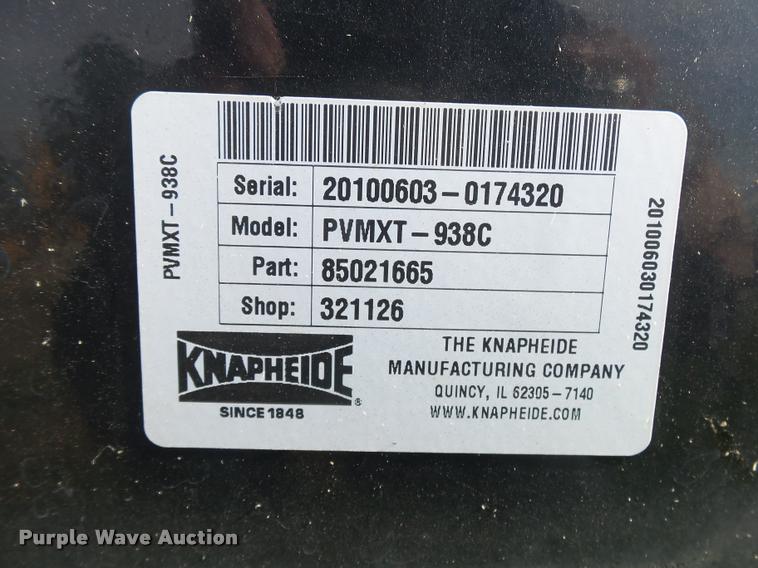 PVMXT-938C
Serial: 20100603-0174320
Model: PVMXT-938C
Part: 85021665
Shop: 321126
201006030174320
KNAPHEIDE®
SINCE 1848
THE KNAPHEIDE
MANUFACTURING COMPANY
QUINCY, IL 62305-7140
WWW.KNAPHEIDE.COM
Purple Wave Auction